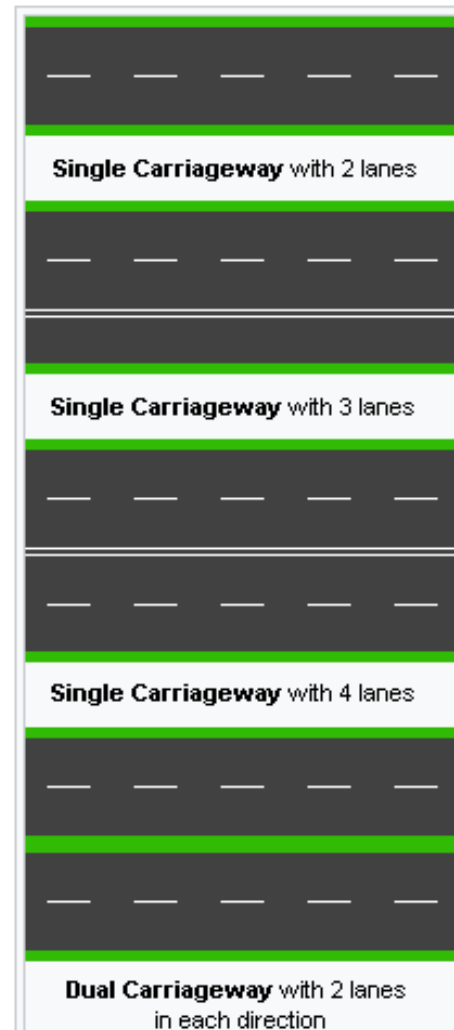 Single Carriageway with 2 lanes
Single Carriageway with 3 lanes
Single Carriageway with 4 lanes
Dual Carriageway with 2 lanes
in each direction